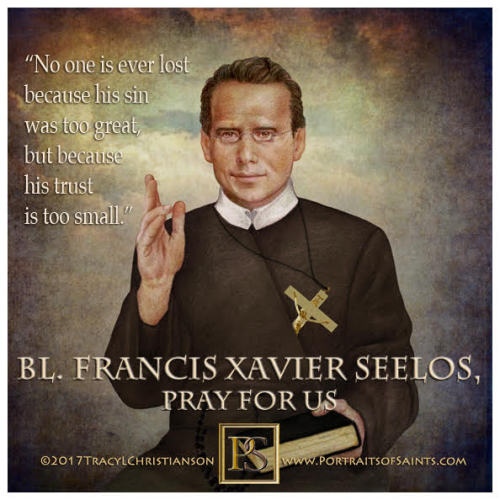 “No one is ever lost
because his sin
was too great,
but because
his trust
is too small.”
BL. FRANCIS XAVIER SEELOS,
PRAY FOR US
©2017TRACYLCHRISTIANSON
PS
WWW.PORTRAITSOFSAINTS.COM